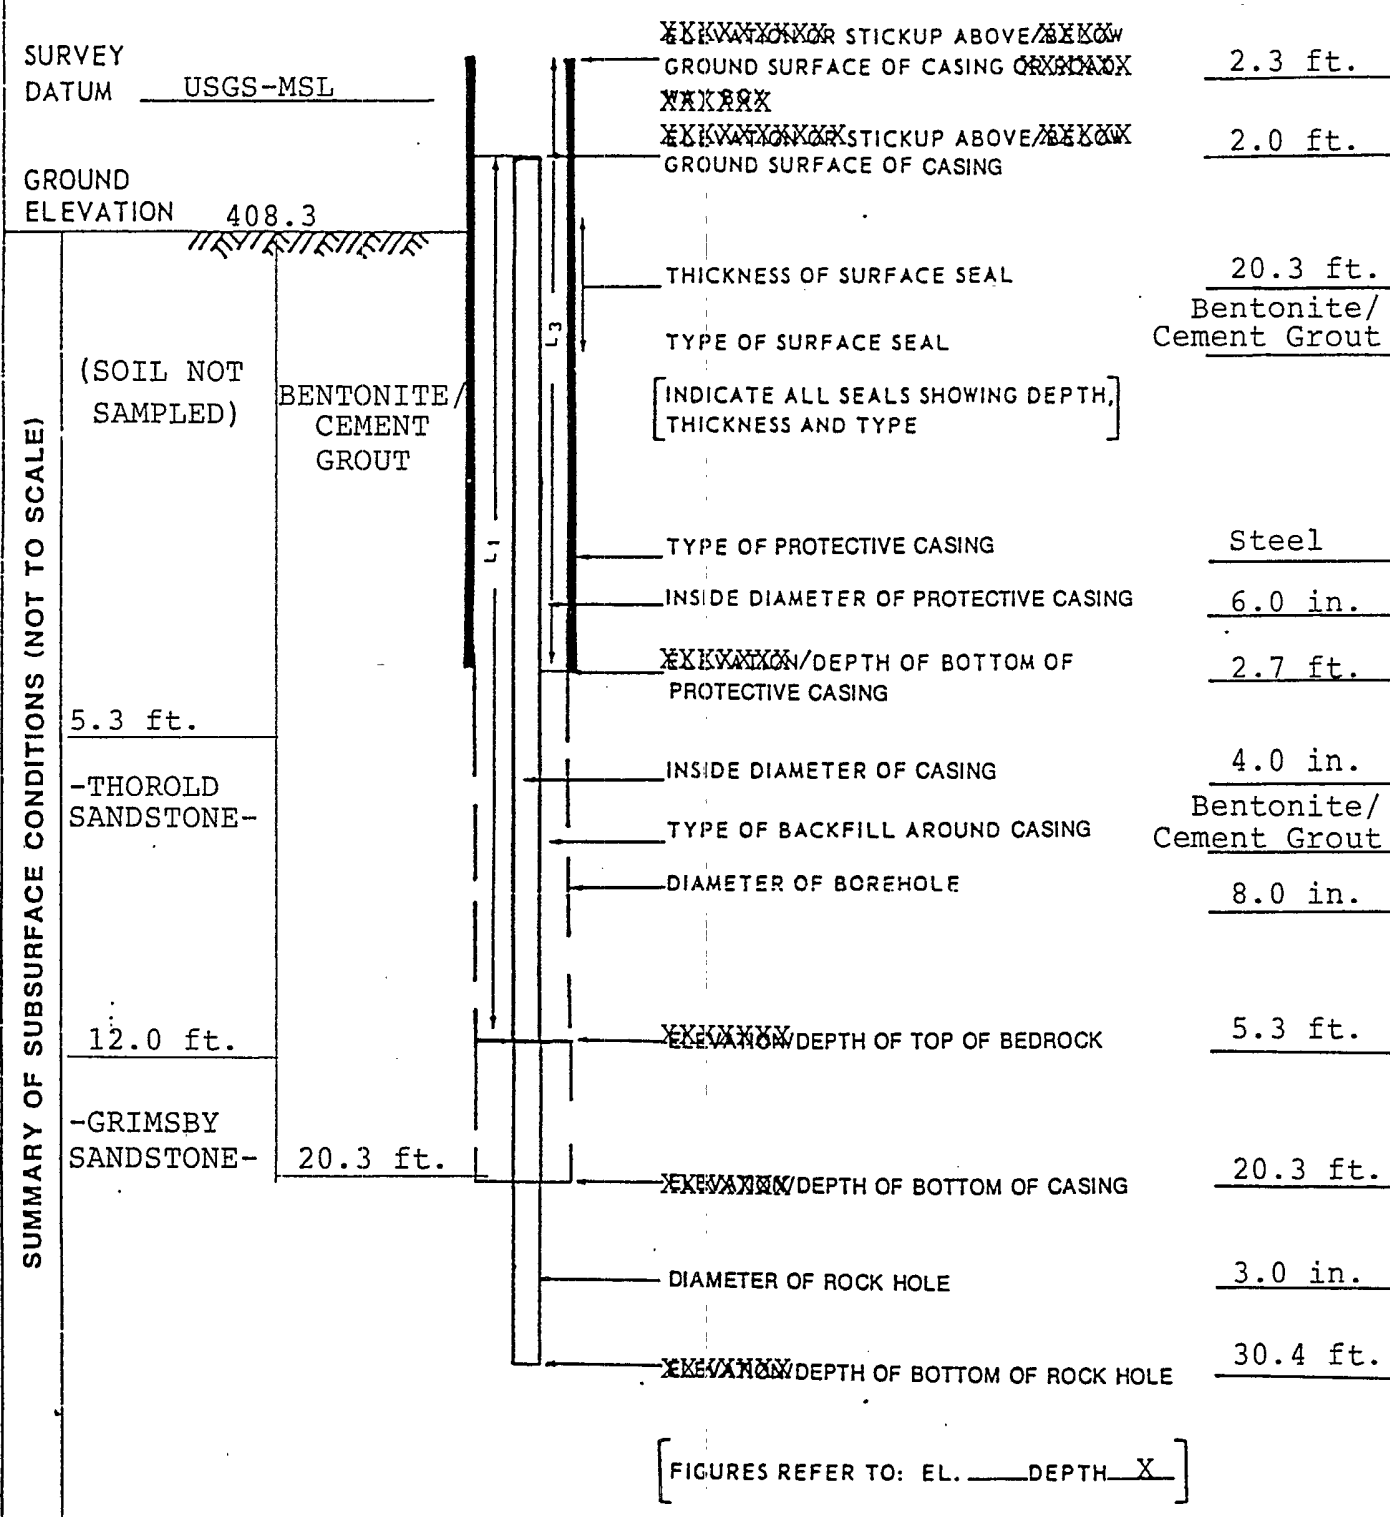 SURVEY
DATUM USGS-MSL
GROUND
ELEVATION 408.3
STICKUP ABOVE/
GROUND SURFACE OF CASING
2.3 ft.
STICKUP ABOVE/
GROUND SURFACE OF CASING
2.0 ft.
THICKNESS OF SURFACE SEAL
20.3 ft.
TYPE OF SURFACE SEAL
Bentonite/
Cement Grout
[INDICATE ALL SEALS SHOWING DEPTH,
THICKNESS AND TYPE]
TYPE OF PROTECTIVE CASING
Steel
INSIDE DIAMETER OF PROTECTIVE CASING
6.0 in.
/DEPTH OF BOTTOM OF
PROTECTIVE CASING
2.7 ft.
INSIDE DIAMETER OF CASING
4.0 in.
TYPE OF BACKFILL AROUND CASING
Bentonite/
Cement Grout
DIAMETER OF BOREHOLE
8.0 in.
/DEPTH OF TOP OF BEDROCK
5.3 ft.
/DEPTH OF BOTTOM OF CASING
20.3 ft.
DIAMETER OF ROCK HOLE
3.0 in.
/DEPTH OF BOTTOM OF ROCK HOLE
30.4 ft.
[FIGURES REFER TO: EL. ____ DEPTH X ]
SUMMARY OF SUBSURFACE CONDITIONS (NOT TO SCALE)
(SOIL NOT
SAMPLED)
BENTONITE/
CEMENT
GROUT
5.3 ft.
-THOROLD
SANDSTONE-
12.0 ft.
-GRIMSBY
SANDSTONE-
20.3 ft.
L1
L3